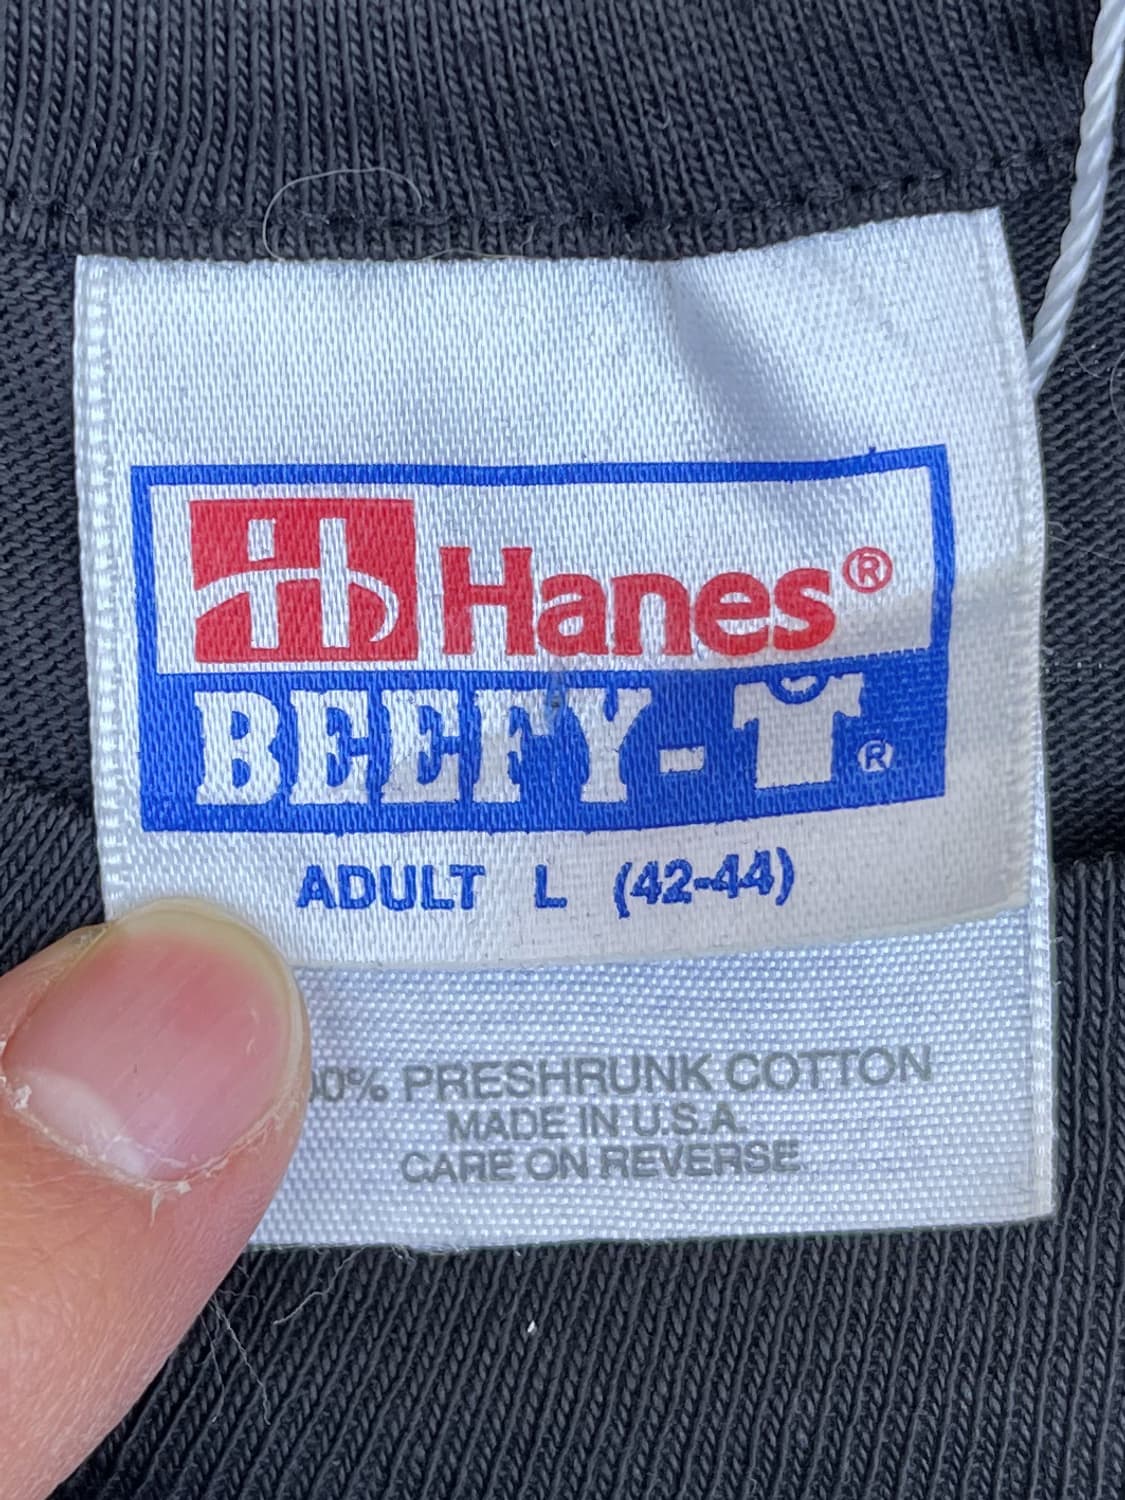 Hanes®
BEEFY-T®
ADULT L (42-44)
00% PRESHRUNK COTTON
MADE IN U.S.A.
CARE ON REVERSE